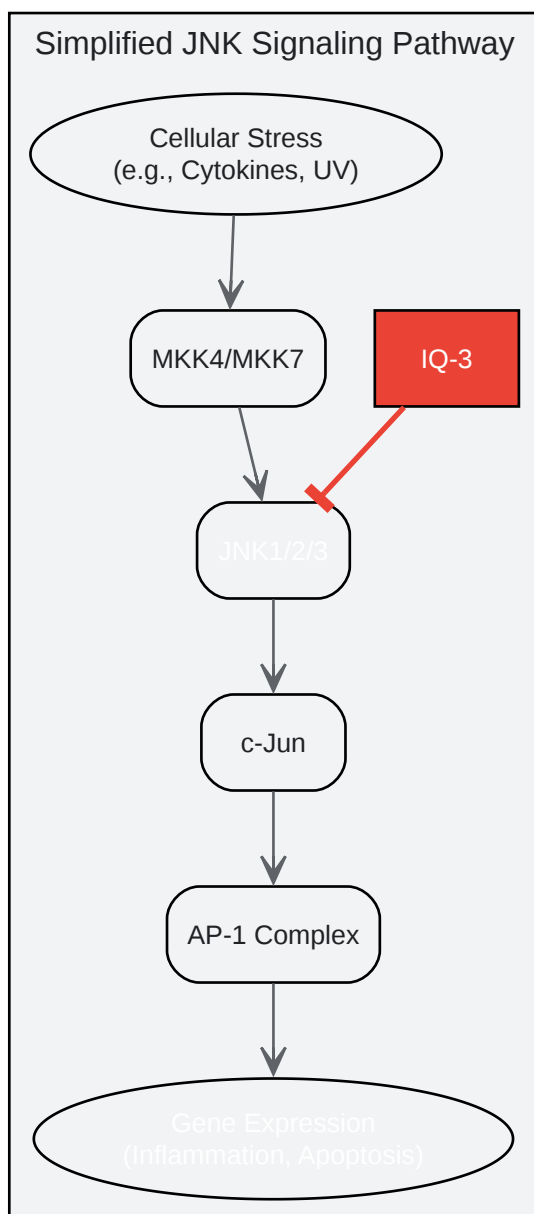 Simplified JNK Signaling Pathway
Cellular Stress
(e.g., Cytokines, UV)
MKK4/MKK7
IQ-3
JNK1/2/3
c-Jun
AP-1 Complex
Gene Expression
(Inflammation, Apoptosis)